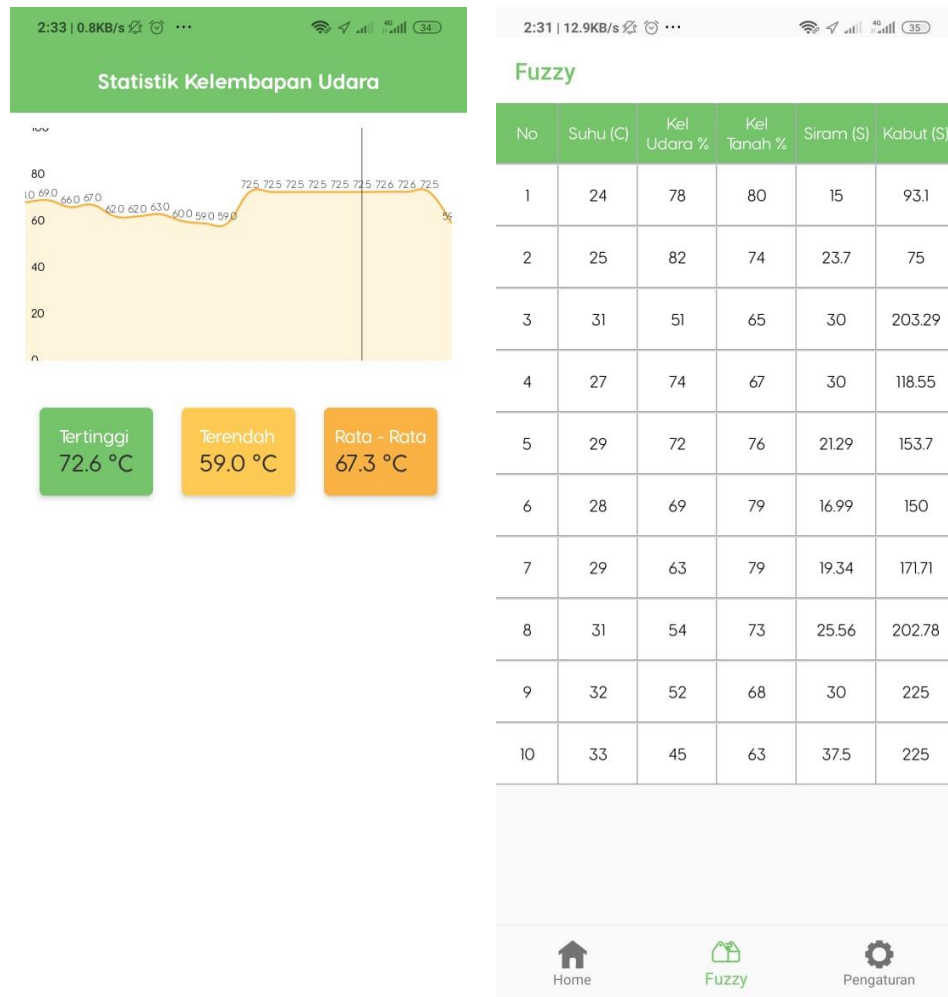 2:33 | 0.8KB/s
4G
34
Statistik Kelembapan Udara
100
80
69.0 66.0 67.0 62.0 62.0 63.0 60.0 59.0 59.0 72.5 72.5 72.5 72.5 72.5 72.5 72.6 72.6 72.5
60
40
20
0
Tertinggi Terendah Rata - Rata
72.6 °C 59.0 °C 67.3 °C
2:31 | 12.9KB/s
4G
35
Fuzzy
No Suhu (C) Kel Udara % Kel Tanah % Siram (S) Kabut (S)
1 24 78 80 15 93.1
2 25 82 74 23.7 75
3 31 51 65 30 203.29
4 27 74 67 30 118.55
5 29 72 76 21.29 153.7
6 28 69 79 16.99 150
7 29 63 79 19.34 171.71
8 31 54 73 25.56 202.78
9 32 52 68 30 225
10 33 45 63 37.5 225
Home Fuzzy Pengaturan